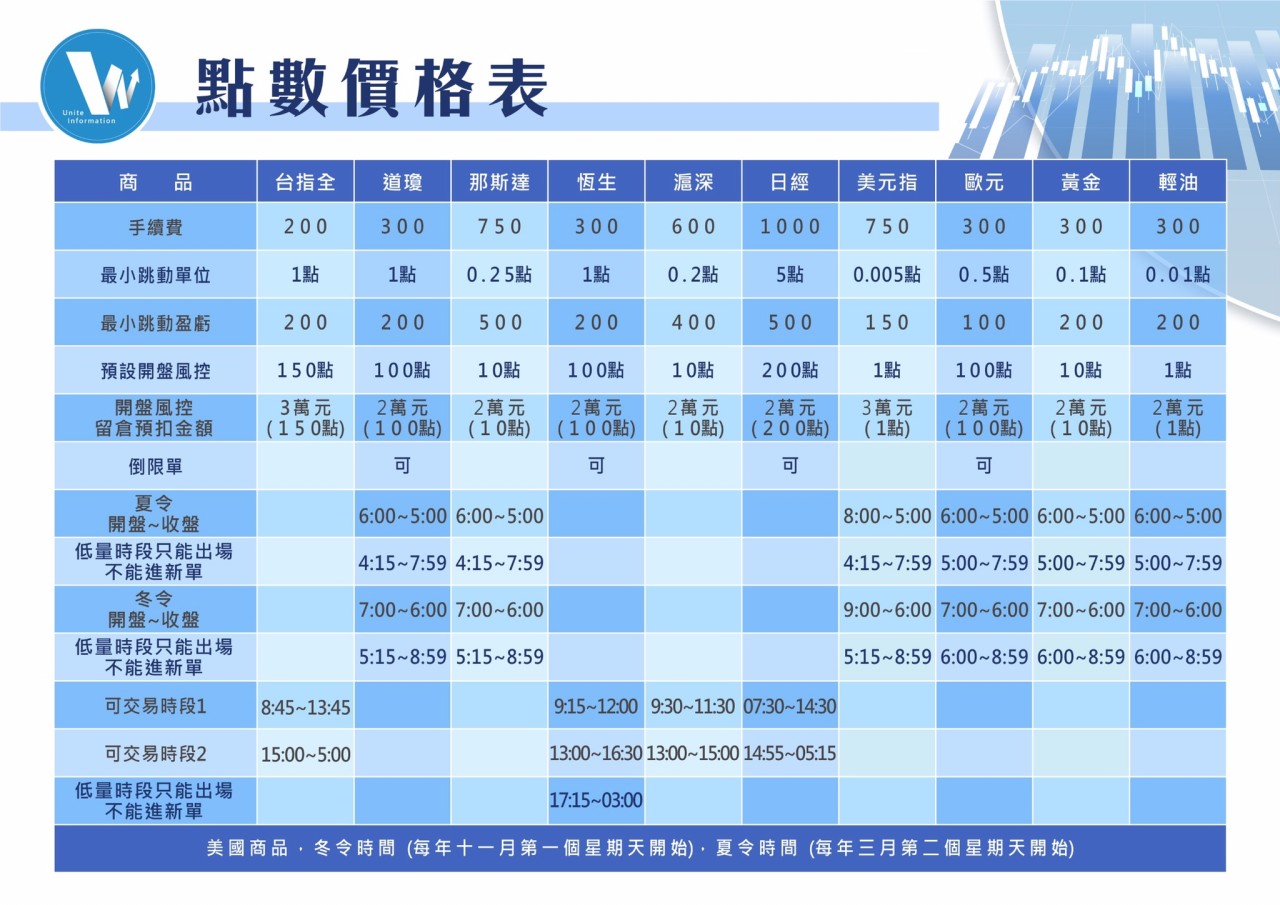 Unite
Information
點數價格表
商 品 台指全 道瓊 那斯達 恆生 滬深 日經 美元指 歐元 黃金 輕油
手續費 200 300 750 300 600 1000 750 300 300 300
最小跳動單位 1點 1點 0.25點 1點 0.2點 5點 0.005點 0.5點 0.1點 0.01點
最小跳動盈虧 200 200 500 200 400 500 150 100 200 200
預設開盤風控 150點 100點 10點 100點 10點 200點 1點 100點 10點 1點
開盤風控 3萬元 2萬元 2萬元 2萬元 2萬元 2萬元 3萬元 2萬元 2萬元 2萬元
留倉預扣金額 (150點) (100點) (10點) (100點) (10點) (200點) (1點) (100點) (10點) (1點)
倒限單 可 可 可 可
夏令
開盤~收盤 6:00~5:00 6:00~5:00 8:00~5:00 6:00~5:00 6:00~5:00 6:00~5:00
低量時段只能出場
不能進新單 4:15~7:59 4:15~7:59 4:15~7:59 5:00~7:59 5:00~7:59 5:00~7:59
冬令
開盤~收盤 7:00~6:00 7:00~6:00 9:00~6:00 7:00~6:00 7:00~6:00 7:00~6:00
低量時段只能出場
不能進新單 5:15~8:59 5:15~8:59 5:15~8:59 6:00~8:59 6:00~8:59 6:00~8:59
可交易時段1 8:45~13:45 9:15~12:00 9:30~11:30 07:30~14:30
可交易時段2 15:00~5:00 13:00~16:30 13:00~15:00 14:55~05:15
低量時段只能出場
不能進新單 17:15~03:00
美國商品，冬令時間 (每年十一月第一個星期天開始)，夏令時間 (每年三月第二個星期天開始)